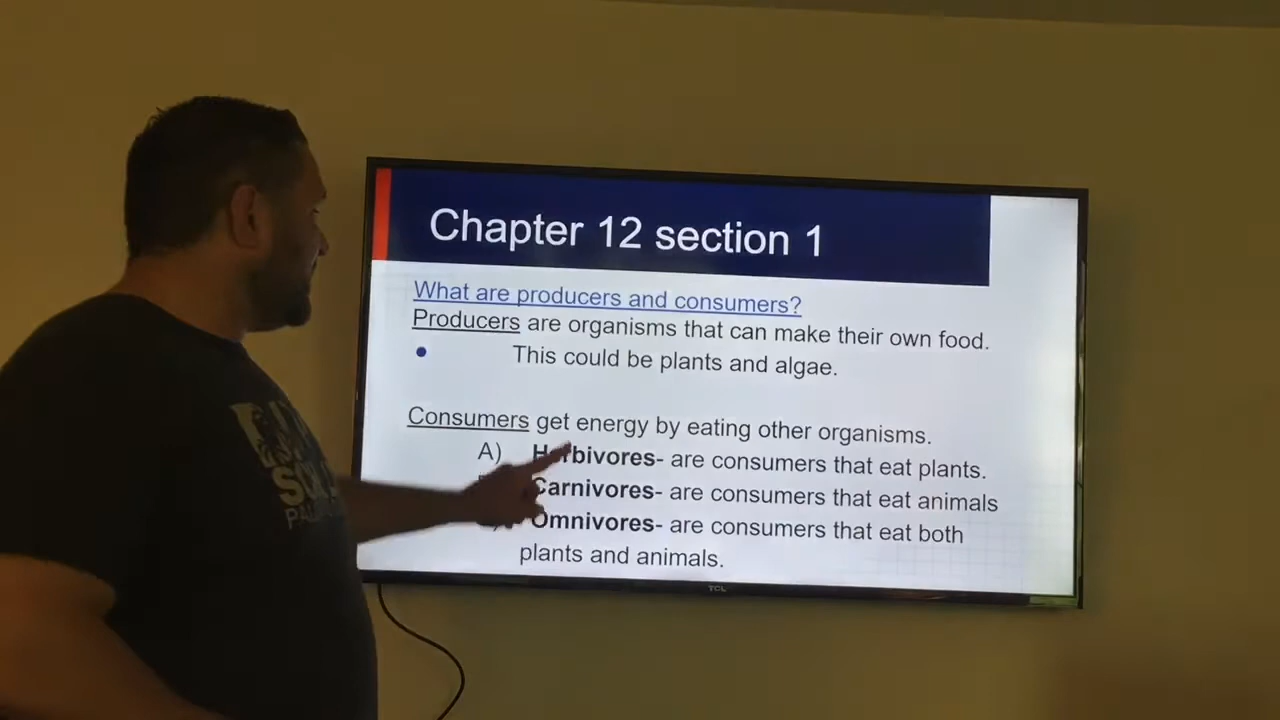 Chapter 12 section 1
What are producers and consumers?
Producers are organisms that can make their own food.
• This could be plants and algae.
Consumers get energy by eating other organisms.
A) Herbivores- are consumers that eat plants.
Carnivores- are consumers that eat animals
Omnivores- are consumers that eat both
plants and animals.
TCL